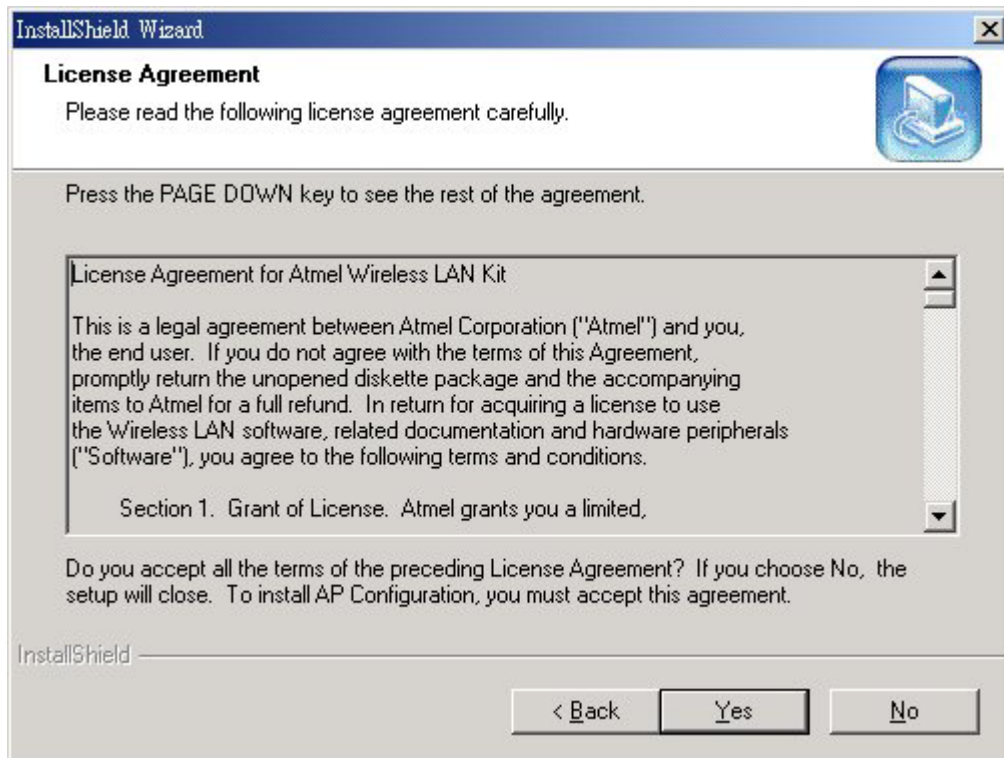 InstallShield Wizard
License Agreement
Please read the following license agreement carefully.
Press the PAGE DOWN key to see the rest of the agreement.
License Agreement for Atmel Wireless LAN Kit
This is a legal agreement between Atmel Corporation ("Atmel") and you,
the end user.  If you do not agree with the terms of this Agreement,
promptly return the unopened diskette package and the accompanying
items to Atmel for a full refund.  In return for acquiring a license to use
the Wireless LAN software, related documentation and hardware peripherals
("Software"), you agree to the following terms and conditions.
Section 1.  Grant of License.  Atmel grants you a limited,
Do you accept all the terms of the preceding License Agreement?  If you choose No,  the
setup will close.  To install AP Configuration, you must accept this agreement.
InstallShield
< Back
Yes
No